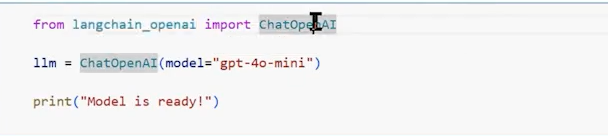 from langchain_openai import ChatOpenAI
llm = ChatOpenAI(model="gpt-4o-mini")
print("Model is ready!")